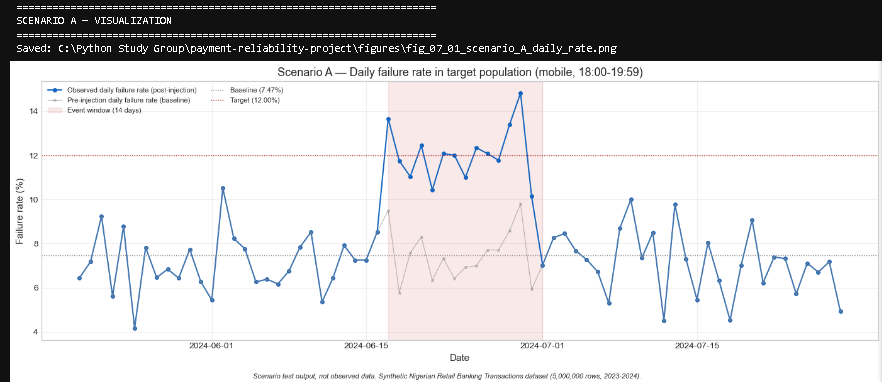 ======================================================================
SCENARIO A — VISUALIZATION
======================================================================
Saved: C:\Python Study Group\payment-reliability-project\figures\fig_07_01_scenario_A_daily_rate.png
Scenario A — Daily failure rate in target population (mobile, 18:00-19:59)
Observed daily failure rate (post-injection)
Pre-injection daily failure rate (baseline)
Event window (14 days)
Baseline (7.47%)
Target (12.00%)
Failure rate (%)
14
12
10
8
6
4
2024-06-01
2024-06-15
2024-07-01
2024-07-15
Date
Scenario test output, not observed data. Synthetic Nigerian Retail Banking Transactions dataset (5,000,000 rows, 2023-2024).